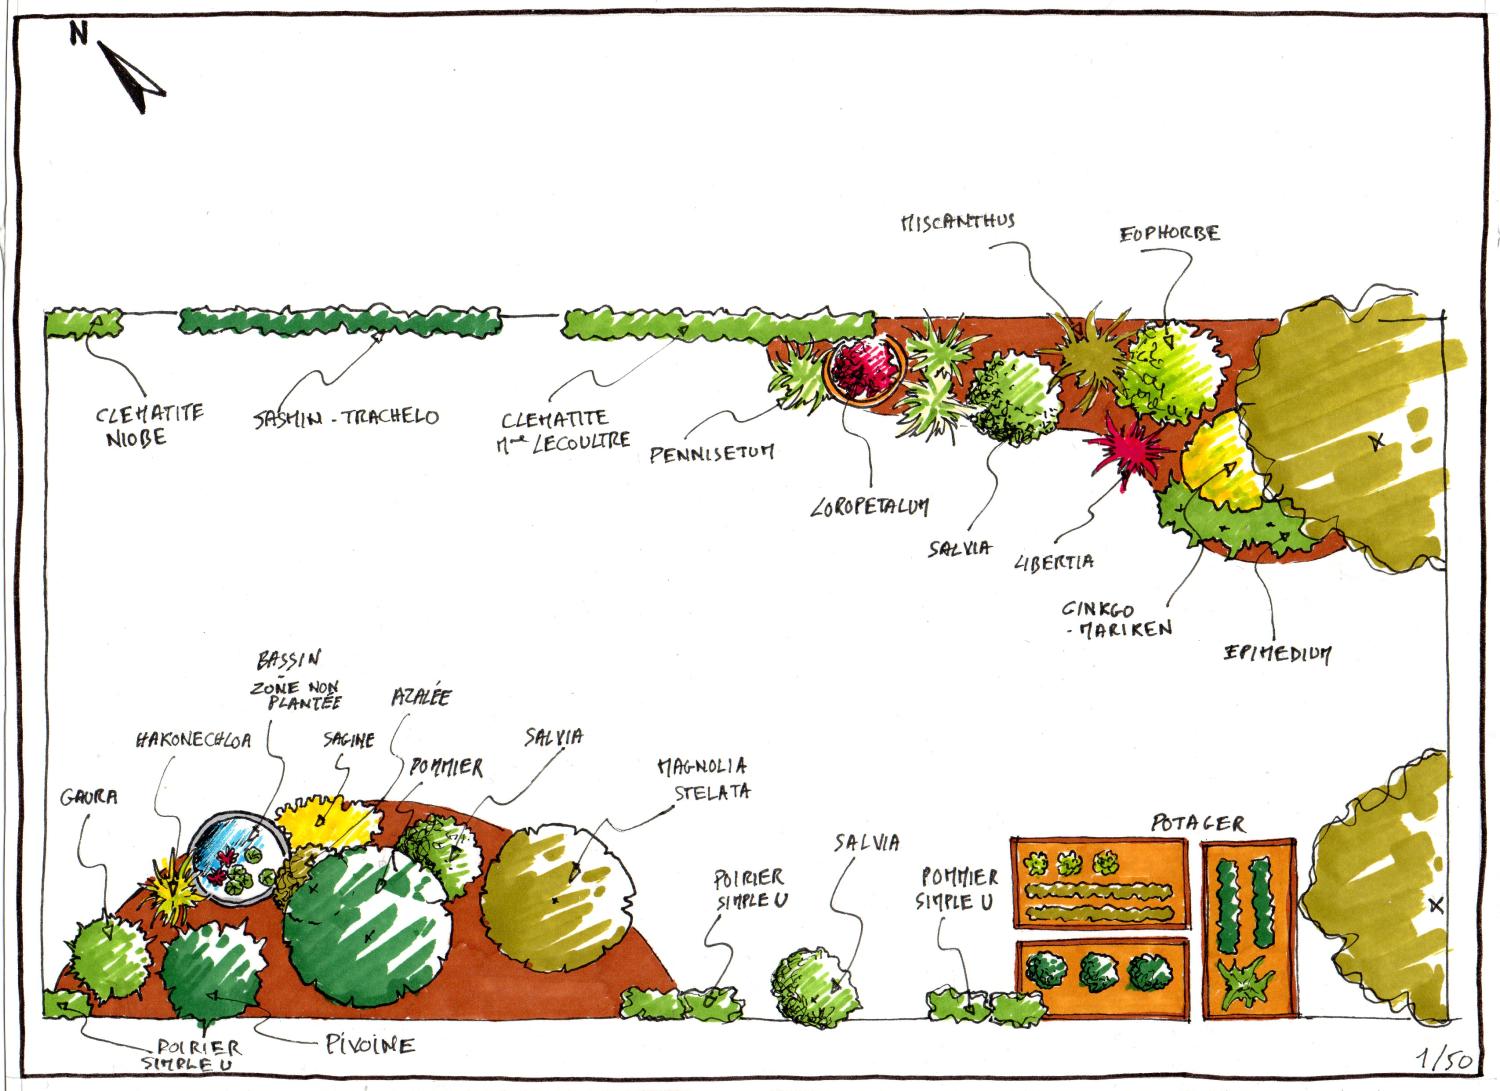 N
MISCANTHUS
EUPHORBE
CLEMATITE
NIOBE
JASMIN - TRACHELO
CLEMATITE
Mme LECOULTRE
PENNISETUM
LOROPETALUM
SALVIA
LIBERTIA
GINKGO
- MARIKEN
EPIMEDIUM
BASSIN
-
ZONE NON
PLANTÉE
AZALÉE
HAKONECHLOA
SAGINE
SALVIA
POMMIER
MAGNOLIA
STELATA
GAURA
POTAGER
SALVIA
POIRIER
SIMPLE U
POMMIER
SIMPLE U
POIRIER
SIMPLE U
PIVOINE
1/50